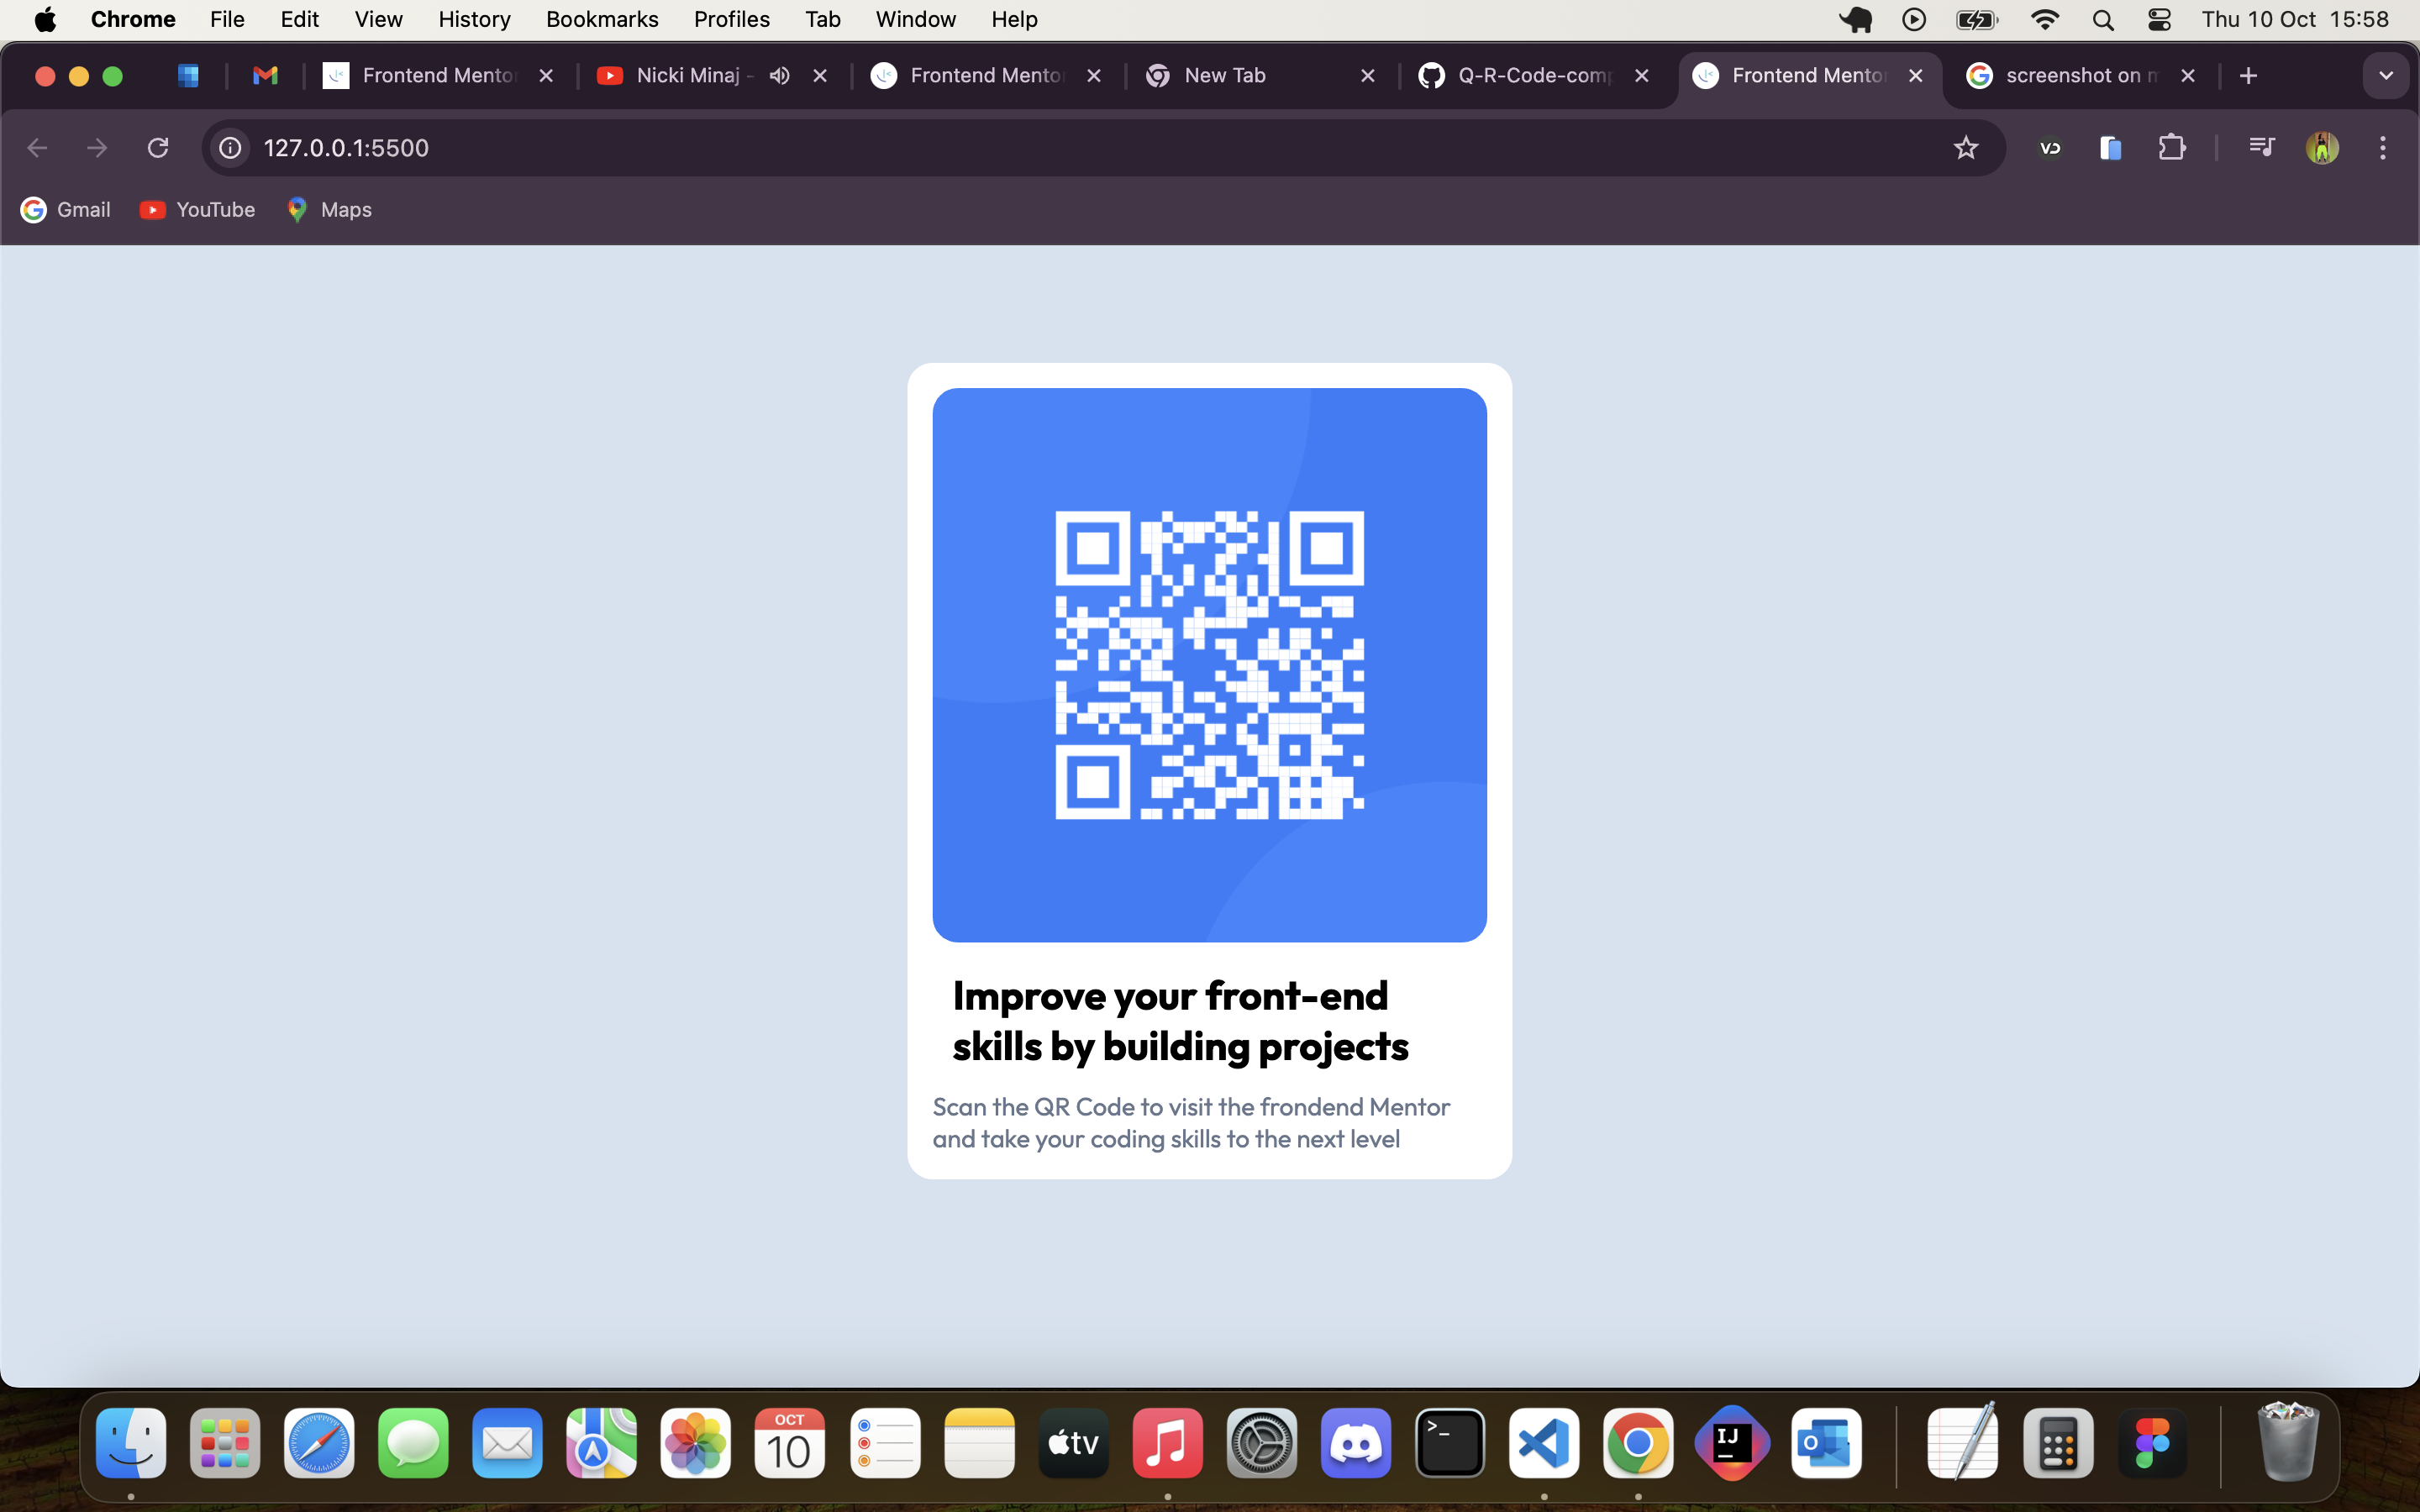 Chrome File Edit View History Bookmarks Profiles Tab Window Help Thu 10 Oct 15:58
Frontend Mento Nicki Minaj - Frontend Mento New Tab Q-R-Code-comp Frontend Mento screenshot on m
127.0.0.1:5500
Gmail YouTube Maps
Improve your front-end
skills by building projects
Scan the QR Code to visit the frondend Mentor
and take your coding skills to the next level
OCT
10
tv
>_
IJ
O